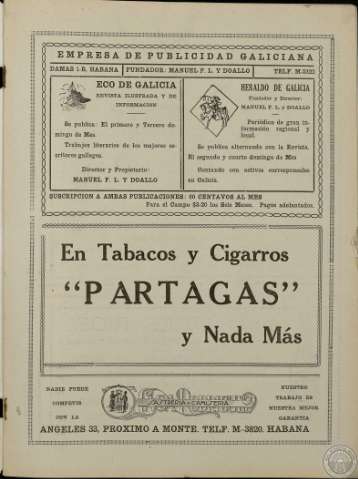 EMPRESA DE PUBLICIDAD GALICIANA
DAMAS 1-B, HABANA | FUNDADOR: MANUEL F. L. Y DOALLO | TELF. M-3121
ECO DE GALICIA
REVISTA ILUSTRADA Y DE
INFORMACION
Se publica: El primero y Tercero do-
mingo de Mes
Trabajos literarios de los mejores es-
critores gallegos.
Director y Propietario:
MANUEL F. L. Y DOALLO
HERALDO DE GALICIA
Fundador y Director:
MANUEL F. L. y DOALLO
Periódico de gran in-
formación regional y
local.
Se publica alternando con la Revista.
El segundo y cuarto domingo de Mes
Contando con activos corresponsales
en Galicia.
SUSCRIPCION A AMBAS PUBLICACIONES: 60 CENTAVOS AL MES
Para el Campo $3-20 los Seis Meses. Pagos adelantados.
En Tabacos y Cigarros
"PARTAGAS"
y Nada Más
NADIE PUEDE
COMPETIR
CON LA
SASTRERIA Y CAMISERIA
NUESTRO
TRABAJO ES
NUESTRA MEJOR
GARANTIA
ANGELES 33, PROXIMO A MONTE. TELF. M-3820. HABANA